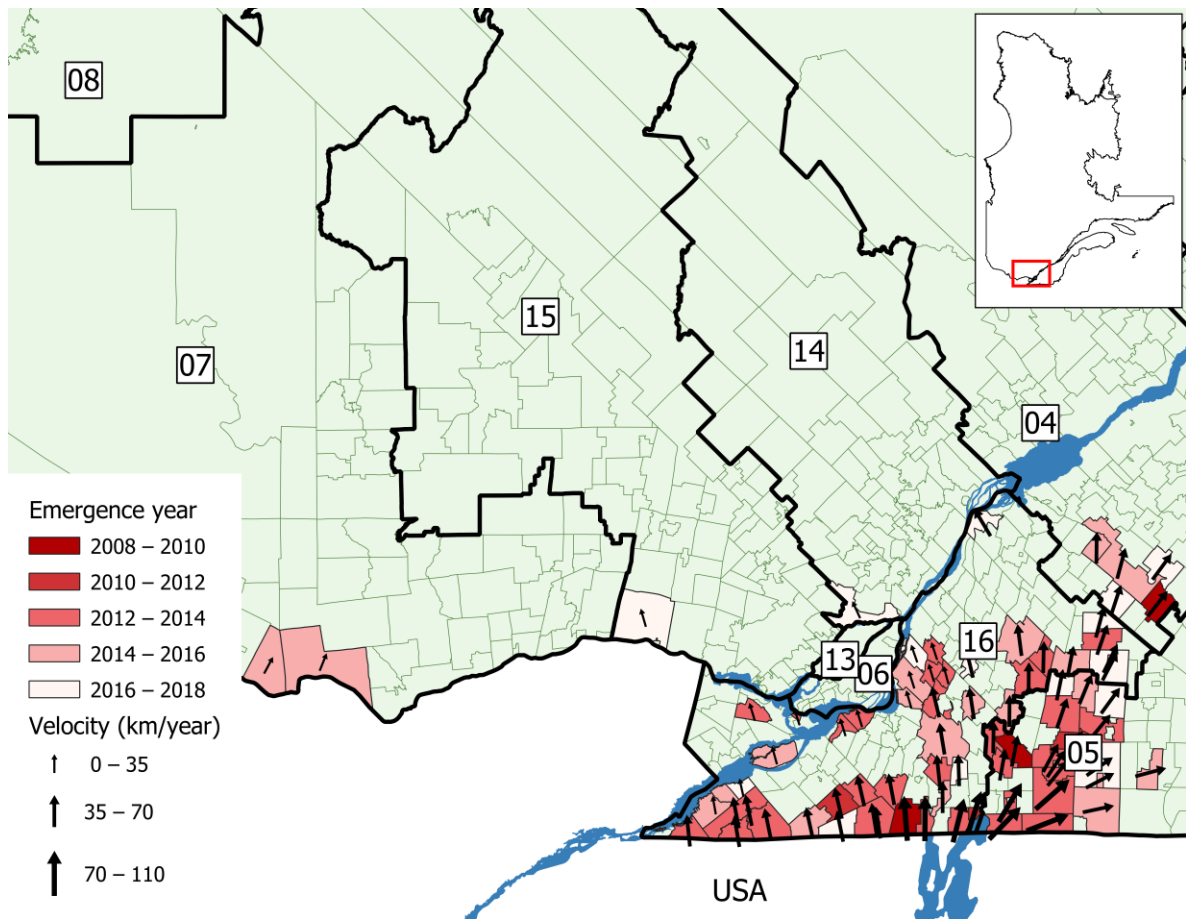 08
15
07
14
04
Emergence year
2008 – 2010
2010 – 2012
2012 – 2014
2014 – 2016
2016 – 2018
Velocity (km/year)
0 – 35
35 – 70
70 – 110
16
13
06
05
USA